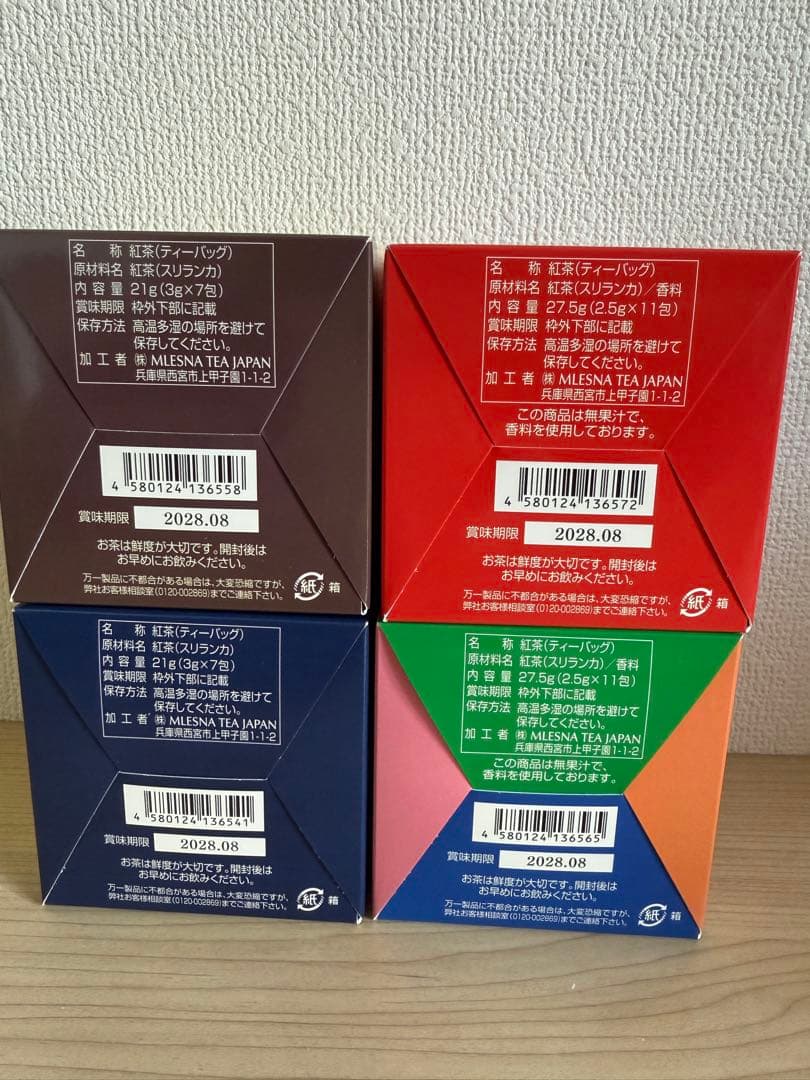 名 称 紅茶(ティーバッグ)
原材料名 紅茶(スリランカ)
内 容 量 21g(3g×7包)
賞味期限 枠外下部に記載
保存方法 高温多湿の場所を避けて
保存してください。
加 工 者 ㈱ MLESNA TEA JAPAN
兵庫県西宮市上甲子園1-1-2
4 580124 136558
賞味期限 2028.08
お茶は鮮度が大切です。開封後は
お早めにお飲みください。
万一製品に不都合がある場合は、大変恐縮ですが、
弊社お客様相談室(0120-002869)までご連絡下さい。
紙 箱
名 称 紅茶(ティーバッグ)
原材料名 紅茶(スリランカ)/香料
内 容 量 27.5g(2.5g×11包)
賞味期限 枠外下部に記載
保存方法 高温多湿の場所を避けて
保存してください。
加 工 者 ㈱ MLESNA TEA JAPAN
兵庫県西宮市上甲子園1-1-2
この商品は無果汁で、
香料を使用しております。
4 580124 136572
賞味期限 2028.08
お茶は鮮度が大切です。開封後は
お早めにお飲みください。
万一製品に不都合がある場合は、大変恐縮ですが、
弊社お客様相談室(0120-002869)までご連絡下さい。
紙 箱
名 称 紅茶(ティーバッグ)
原材料名 紅茶(スリランカ)
内 容 量 21g(3g×7包)
賞味期限 枠外下部に記載
保存方法 高温多湿の場所を避けて
保存してください。
加 工 者 ㈱ MLESNA TEA JAPAN
兵庫県西宮市上甲子園1-1-2
4 580124 136541
賞味期限 2028.08
お茶は鮮度が大切です。開封後は
お早めにお飲みください。
万一製品に不都合がある場合は、大変恐縮ですが、
弊社お客様相談室(0120-002869)までご連絡下さい。
紙 箱
名 称 紅茶(ティーバッグ)
原材料名 紅茶(スリランカ)/香料
内 容 量 27.5g(2.5g×11包)
賞味期限 枠外下部に記載
保存方法 高温多湿の場所を避けて
保存してください。
加 工 者 ㈱ MLESNA TEA JAPAN
兵庫県西宮市上甲子園1-1-2
この商品は無果汁で、
香料を使用しております。
4 580124 136565
賞味期限 2028.08
お茶は鮮度が大切です。開封後は
お早めにお飲みください。
万一製品に不都合がある場合は、大変恐縮ですが、
弊社お客様相談室(0120-002869)までご連絡下さい。
紙 箱